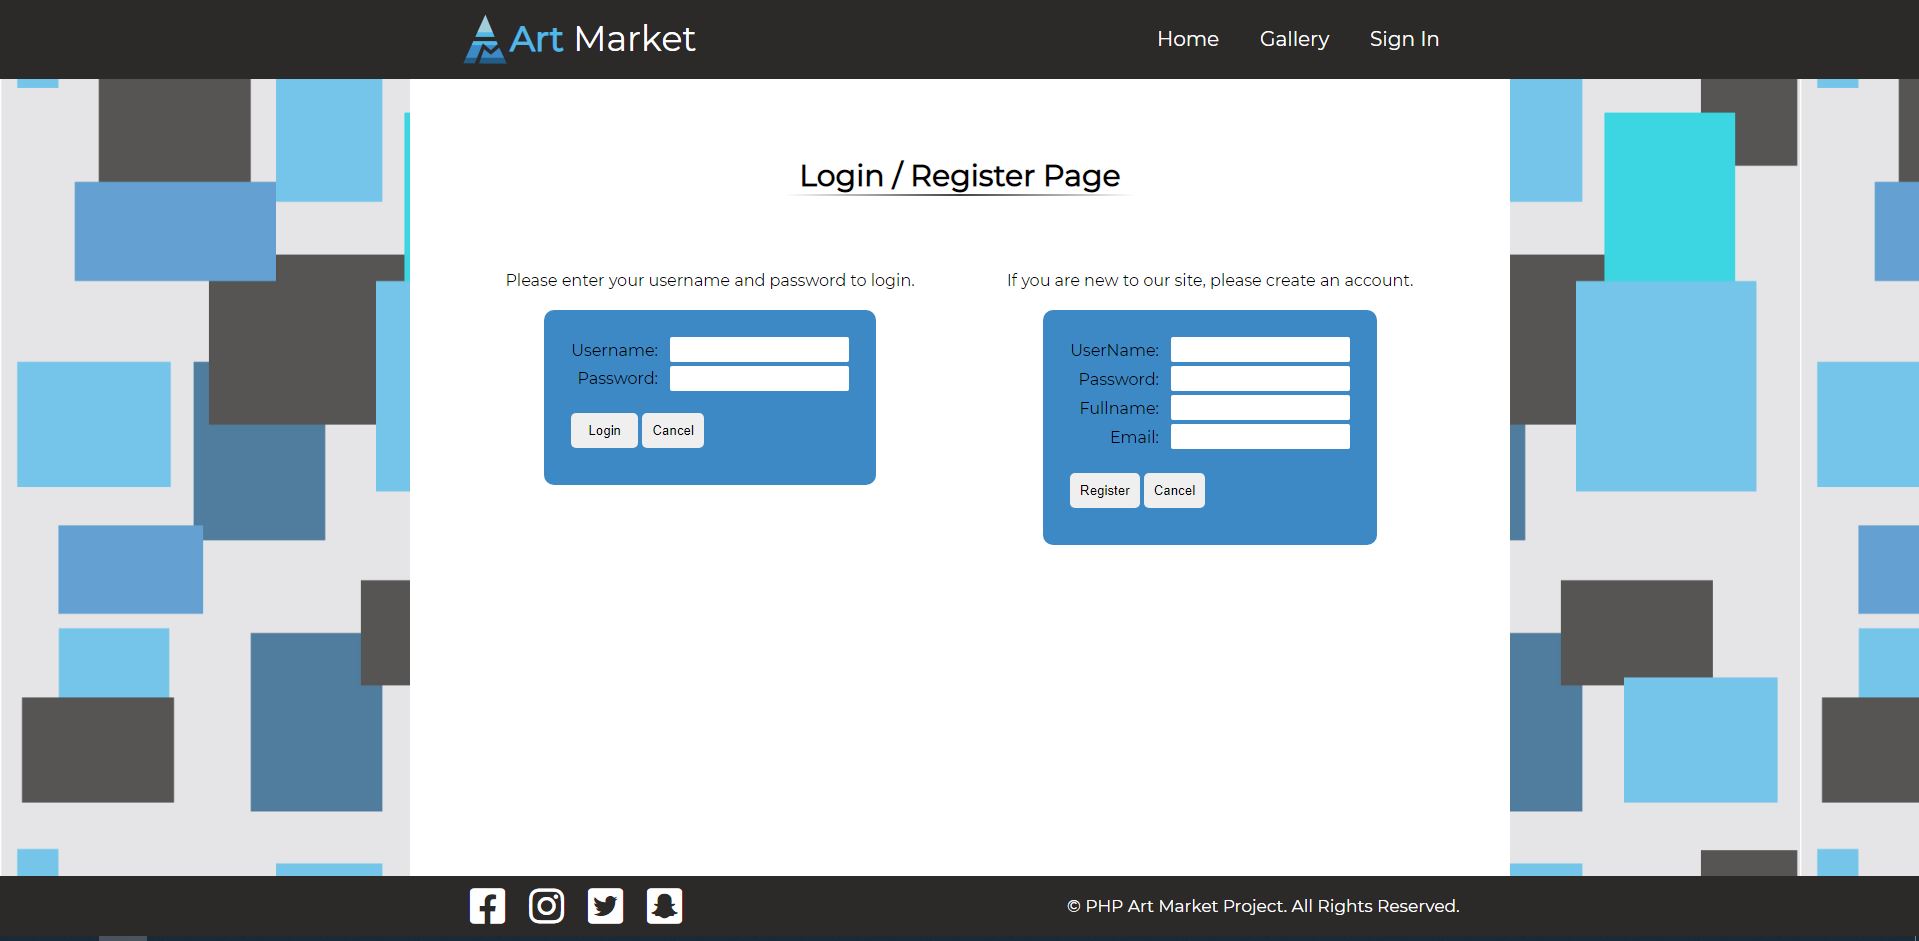 Art Market
Home Gallery Sign In
Login / Register Page
Please enter your username and password to login.
Username:
Password:
Login Cancel
If you are new to our site, please create an account.
UserName:
Password:
Fullname:
Email:
Register Cancel
© PHP Art Market Project. All Rights Reserved.